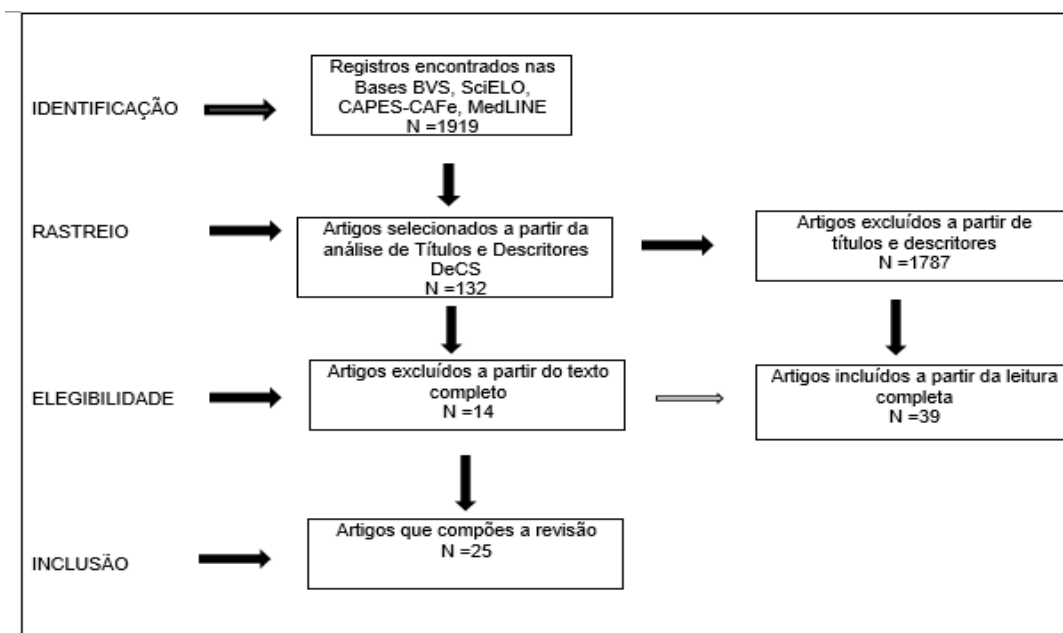 IDENTIFICAÇÃO
Registros encontrados nas
Bases BVS, SciELO,
CAPES-CAFe, MedLINE
N =1919
RASTREIO
Artigos selecionados a partir da
análise de Títulos e Descritores
DeCS
N =132
Artigos excluídos a partir de
títulos e descritores
N =1787
ELEGIBILIDADE
Artigos excluídos a partir do texto
completo
N =14
Artigos incluídos a partir da leitura
completa
N =39
INCLUSÃO
Artigos que compões a revisão
N =25